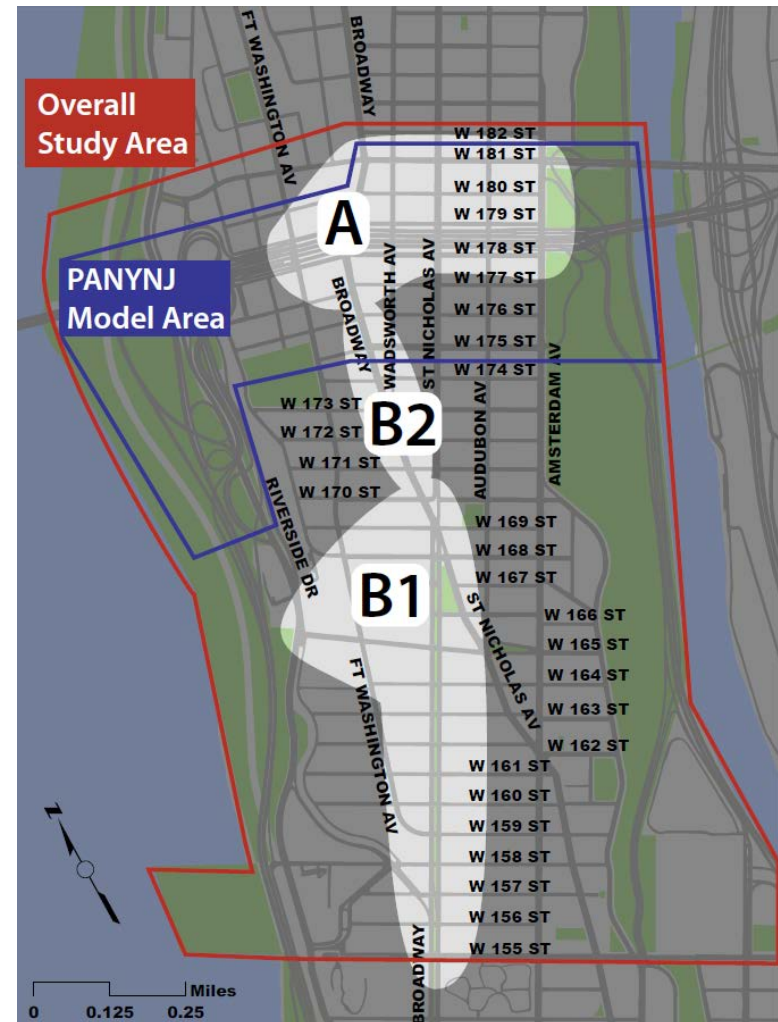 FT WASHINGTON AV
BROADWAY
Overall
Study Area
W 182 ST
W 181 ST
W 180 ST
W 179 ST
A
W 178 ST
PANYNJ
Model Area
W 177 ST
BROADWAY
WADSWORTH AV
ST NICHOLAS AV
W 176 ST
W 175 ST
W 174 ST
W 173 ST
B2
AUDUBON AV
AMSTERDAM AV
W 172 ST
W 171 ST
W 170 ST
RIVERSIDE DR
W 169 ST
W 168 ST
W 167 ST
B1
ST NICHOLAS AV
W 166 ST
W 165 ST
W 164 ST
W 163 ST
W 162 ST
FT WASHINGTON AV
W 161 ST
W 160 ST
W 159 ST
W 158 ST
W 157 ST
W 156 ST
W 155 ST
BROADWAY
N
Miles
0 0.125 0.25